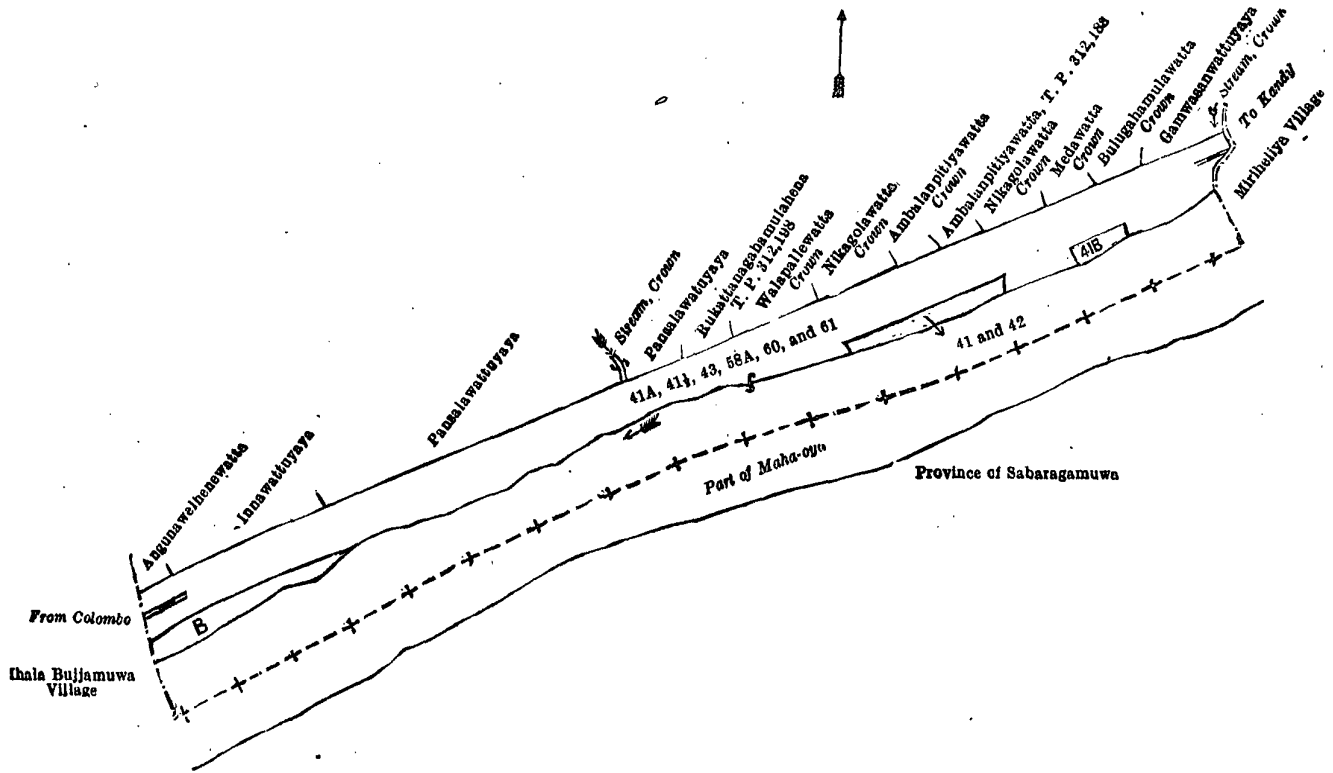 Angunawelhenewatta
Innawattuyaya
Pansalawattuyaya
Stream, Crown
Pansalawatuyaya
Rukattanagahamulahena
T. P. 312,198
Walapallewatta
Crown
Nikagolawatta
Crown
Ambalanpitiyawatta
Crown
Ambalanpitiyawatta, T. P. 312,188
Nikagolawatta
Crown
Medawatta
Crown
Bulugahamulawatta
Crown
Gamwasanwattuyaya
Stream, Crown
To Kandy
Miriheliya Village
41B
41A, 41½, 43, 58A, 60, and 61
41 and 42
Part of Maha-oya
Province of Sabaragamuwa
From Colombo
B
Ihala Bujjamuwa
Village